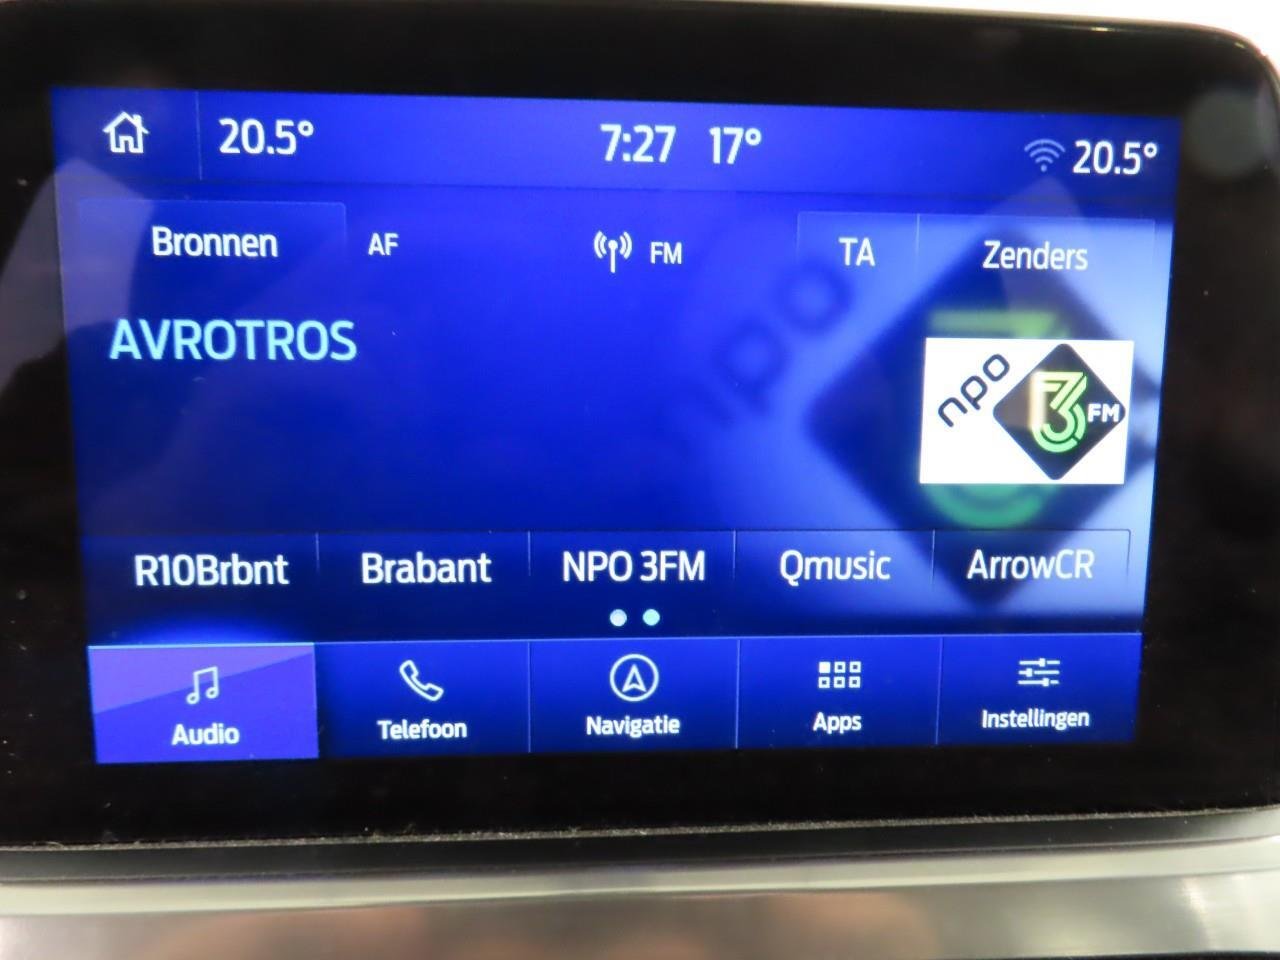 20.5° 7:27 17° 20.5°
Bronnen AF FM TA Zenders
AVROTROS
npo 3FM
npo
R10Brbnt Brabant NPO 3FM Qmusic ArrowCR
Audio Telefoon Navigatie Apps Instellingen